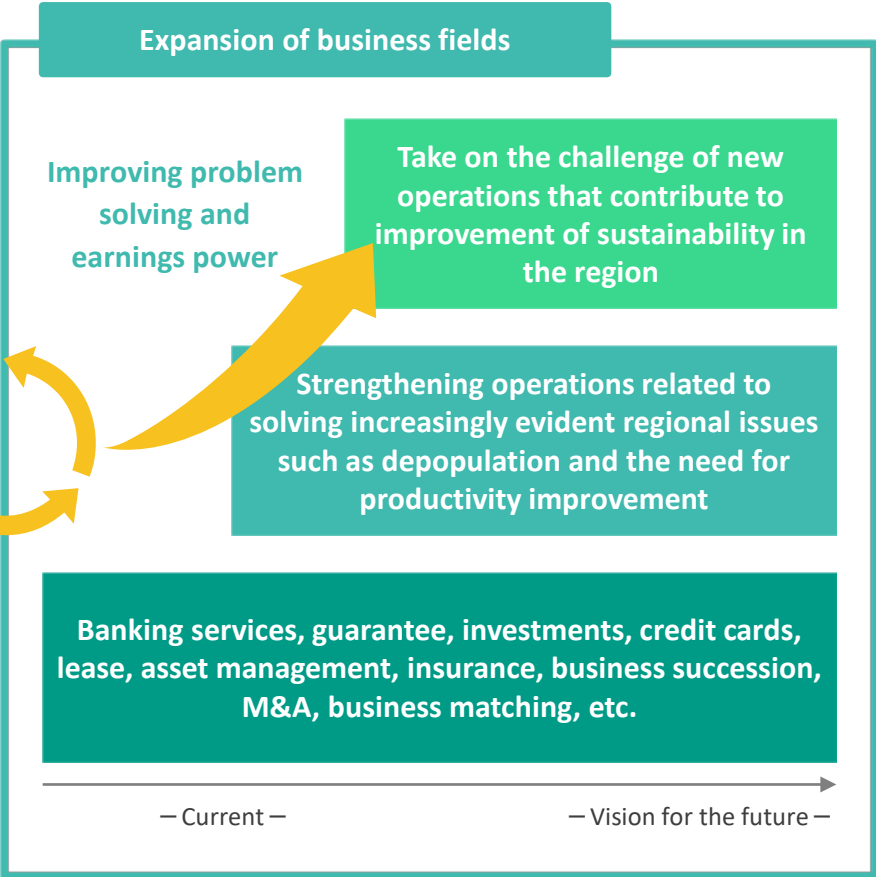 Expansion of business fields
Improving problem
solving and
earnings power
Take on the challenge of new
operations that contribute to
improvement of sustainability in
the region
Strengthening operations related to
solving increasingly evident regional issues
such as depopulation and the need for
productivity improvement
Banking services, guarantee, investments, credit cards,
lease, asset management, insurance, business succession,
M&A, business matching, etc.
– Current –
– Vision for the future –